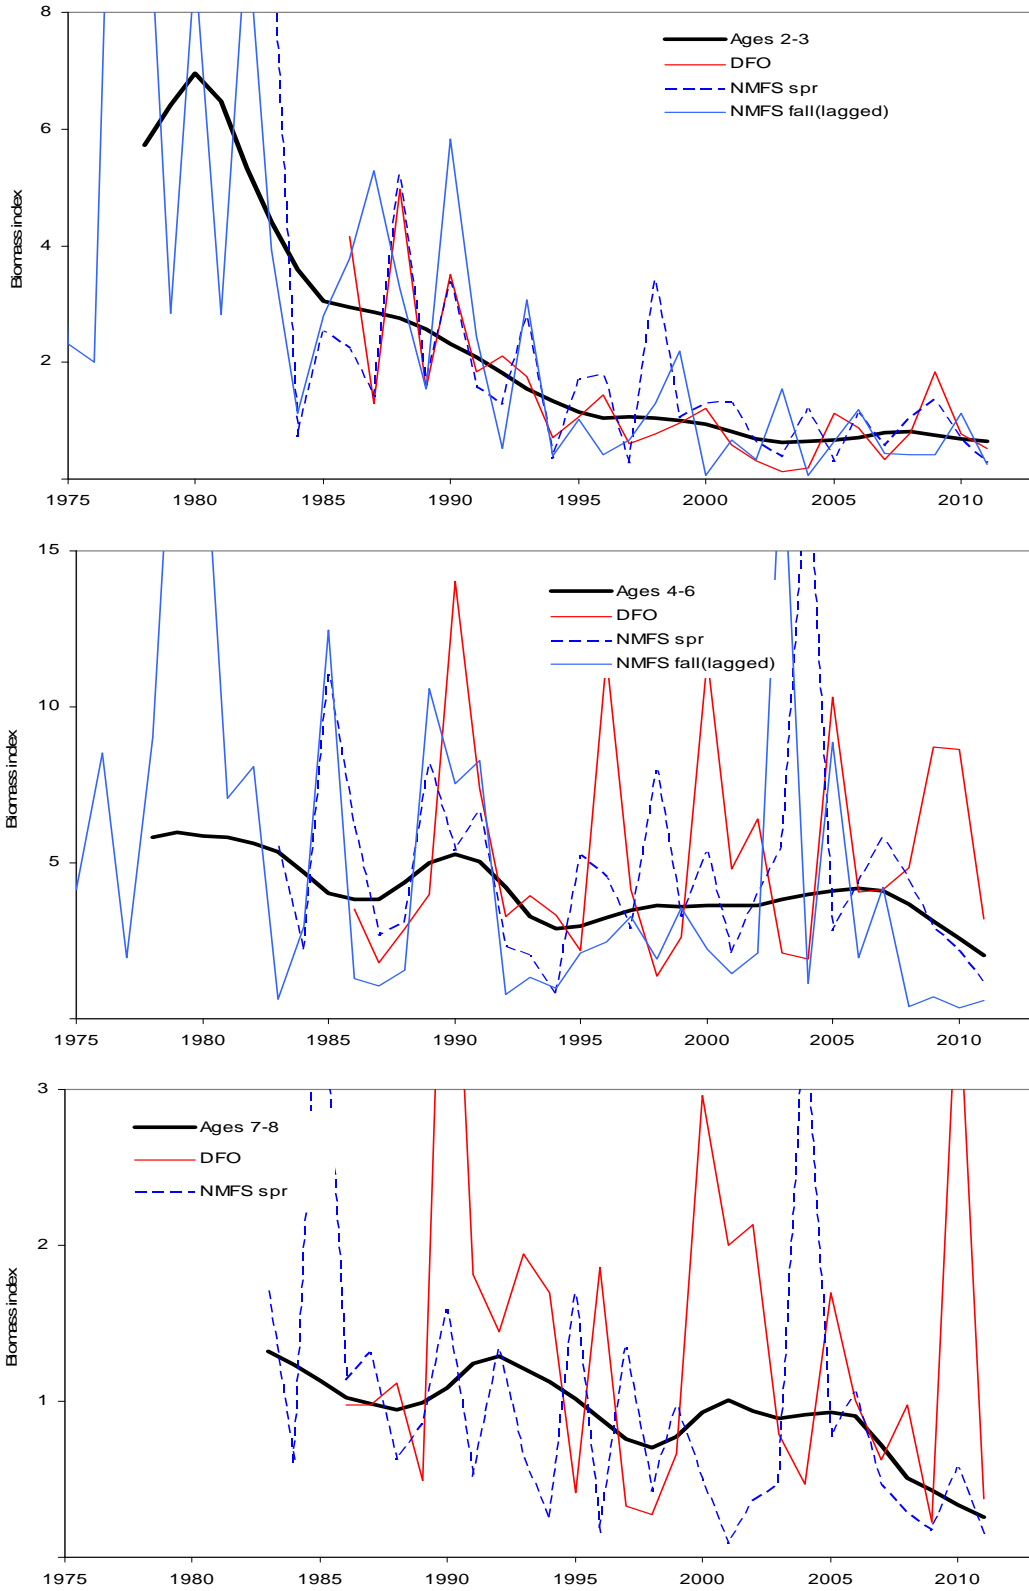 8
Ages 2-3
DFO
NMFS spr
NMFS fall(lagged)
6
4
2
Biomass index
1975 1980 1985 1990 1995 2000 2005 2010
15
Ages 4-6
DFO
NMFS spr
NMFS fall(lagged)
10
5
Biomass index
1975 1980 1985 1990 1995 2000 2005 2010
3
Ages 7-8
DFO
NMFS spr
2
1
Biomass index
1975 1980 1985 1990 1995 2000 2005 2010